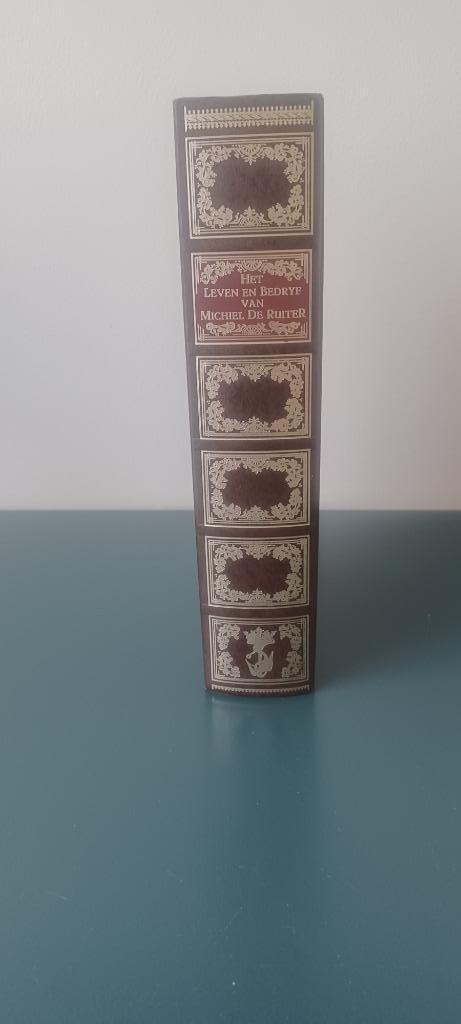 HET
LEVEN EN BEDRYF
VAN
MICHIEL DE RUITER